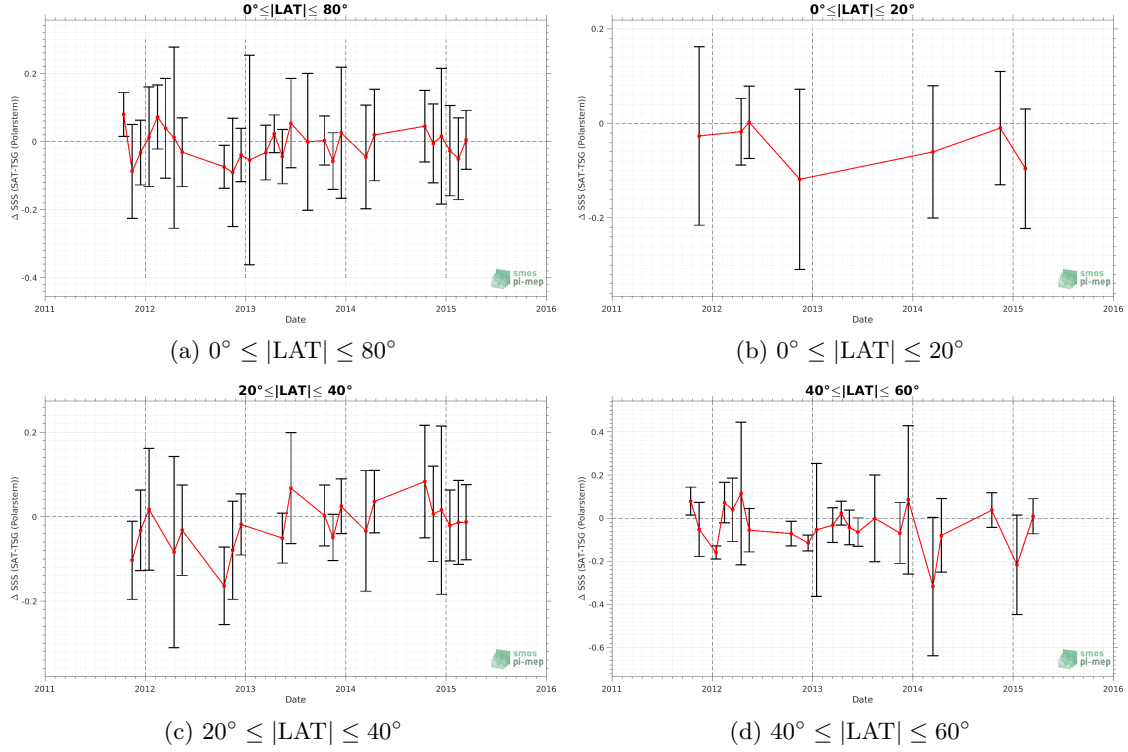 0°≤|LAT|≤ 80°
Δ SSS (SAT-TSG (Polarstern))
0.2
0
-0.2
-0.4
2011 2012 2013 2014 2015 2016
Date
smos
pi-mep
(a) 0° ≤ |LAT| ≤ 80°
0°≤|LAT|≤ 20°
Δ SSS (SAT-TSG (Polarstern))
0.2
0
-0.2
2011 2012 2013 2014 2015 2016
Date
smos
pi-mep
(b) 0° ≤ |LAT| ≤ 20°
20°≤|LAT|≤ 40°
Δ SSS (SAT-TSG (Polarstern))
0.2
0
-0.2
2011 2012 2013 2014 2015 2016
Date
smos
pi-mep
(c) 20° ≤ |LAT| ≤ 40°
40°≤|LAT|≤ 60°
Δ SSS (SAT-TSG (Polarstern))
0.4
0.2
0
-0.2
-0.4
-0.6
2011 2012 2013 2014 2015 2016
Date
smos
pi-mep
(d) 40° ≤ |LAT| ≤ 60°